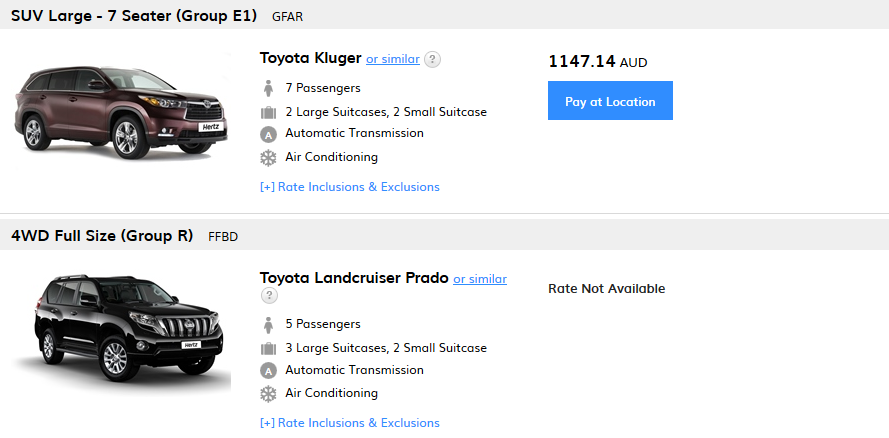 SUV Large - 7 Seater (Group E1) GFAR
Toyota Kluger or similar ?
1147.14 AUD
7 Passengers
Pay at Location
2 Large Suitcases, 2 Small Suitcase
A Automatic Transmission
Hertz
Air Conditioning
[+] Rate Inclusions & Exclusions
4WD Full Size (Group R) FFBD
Toyota Landcruiser Prado or similar
?
Rate Not Available
5 Passengers
Hertz
3 Large Suitcases, 2 Small Suitcase
A Automatic Transmission
Air Conditioning
[+] Rate Inclusions & Exclusions